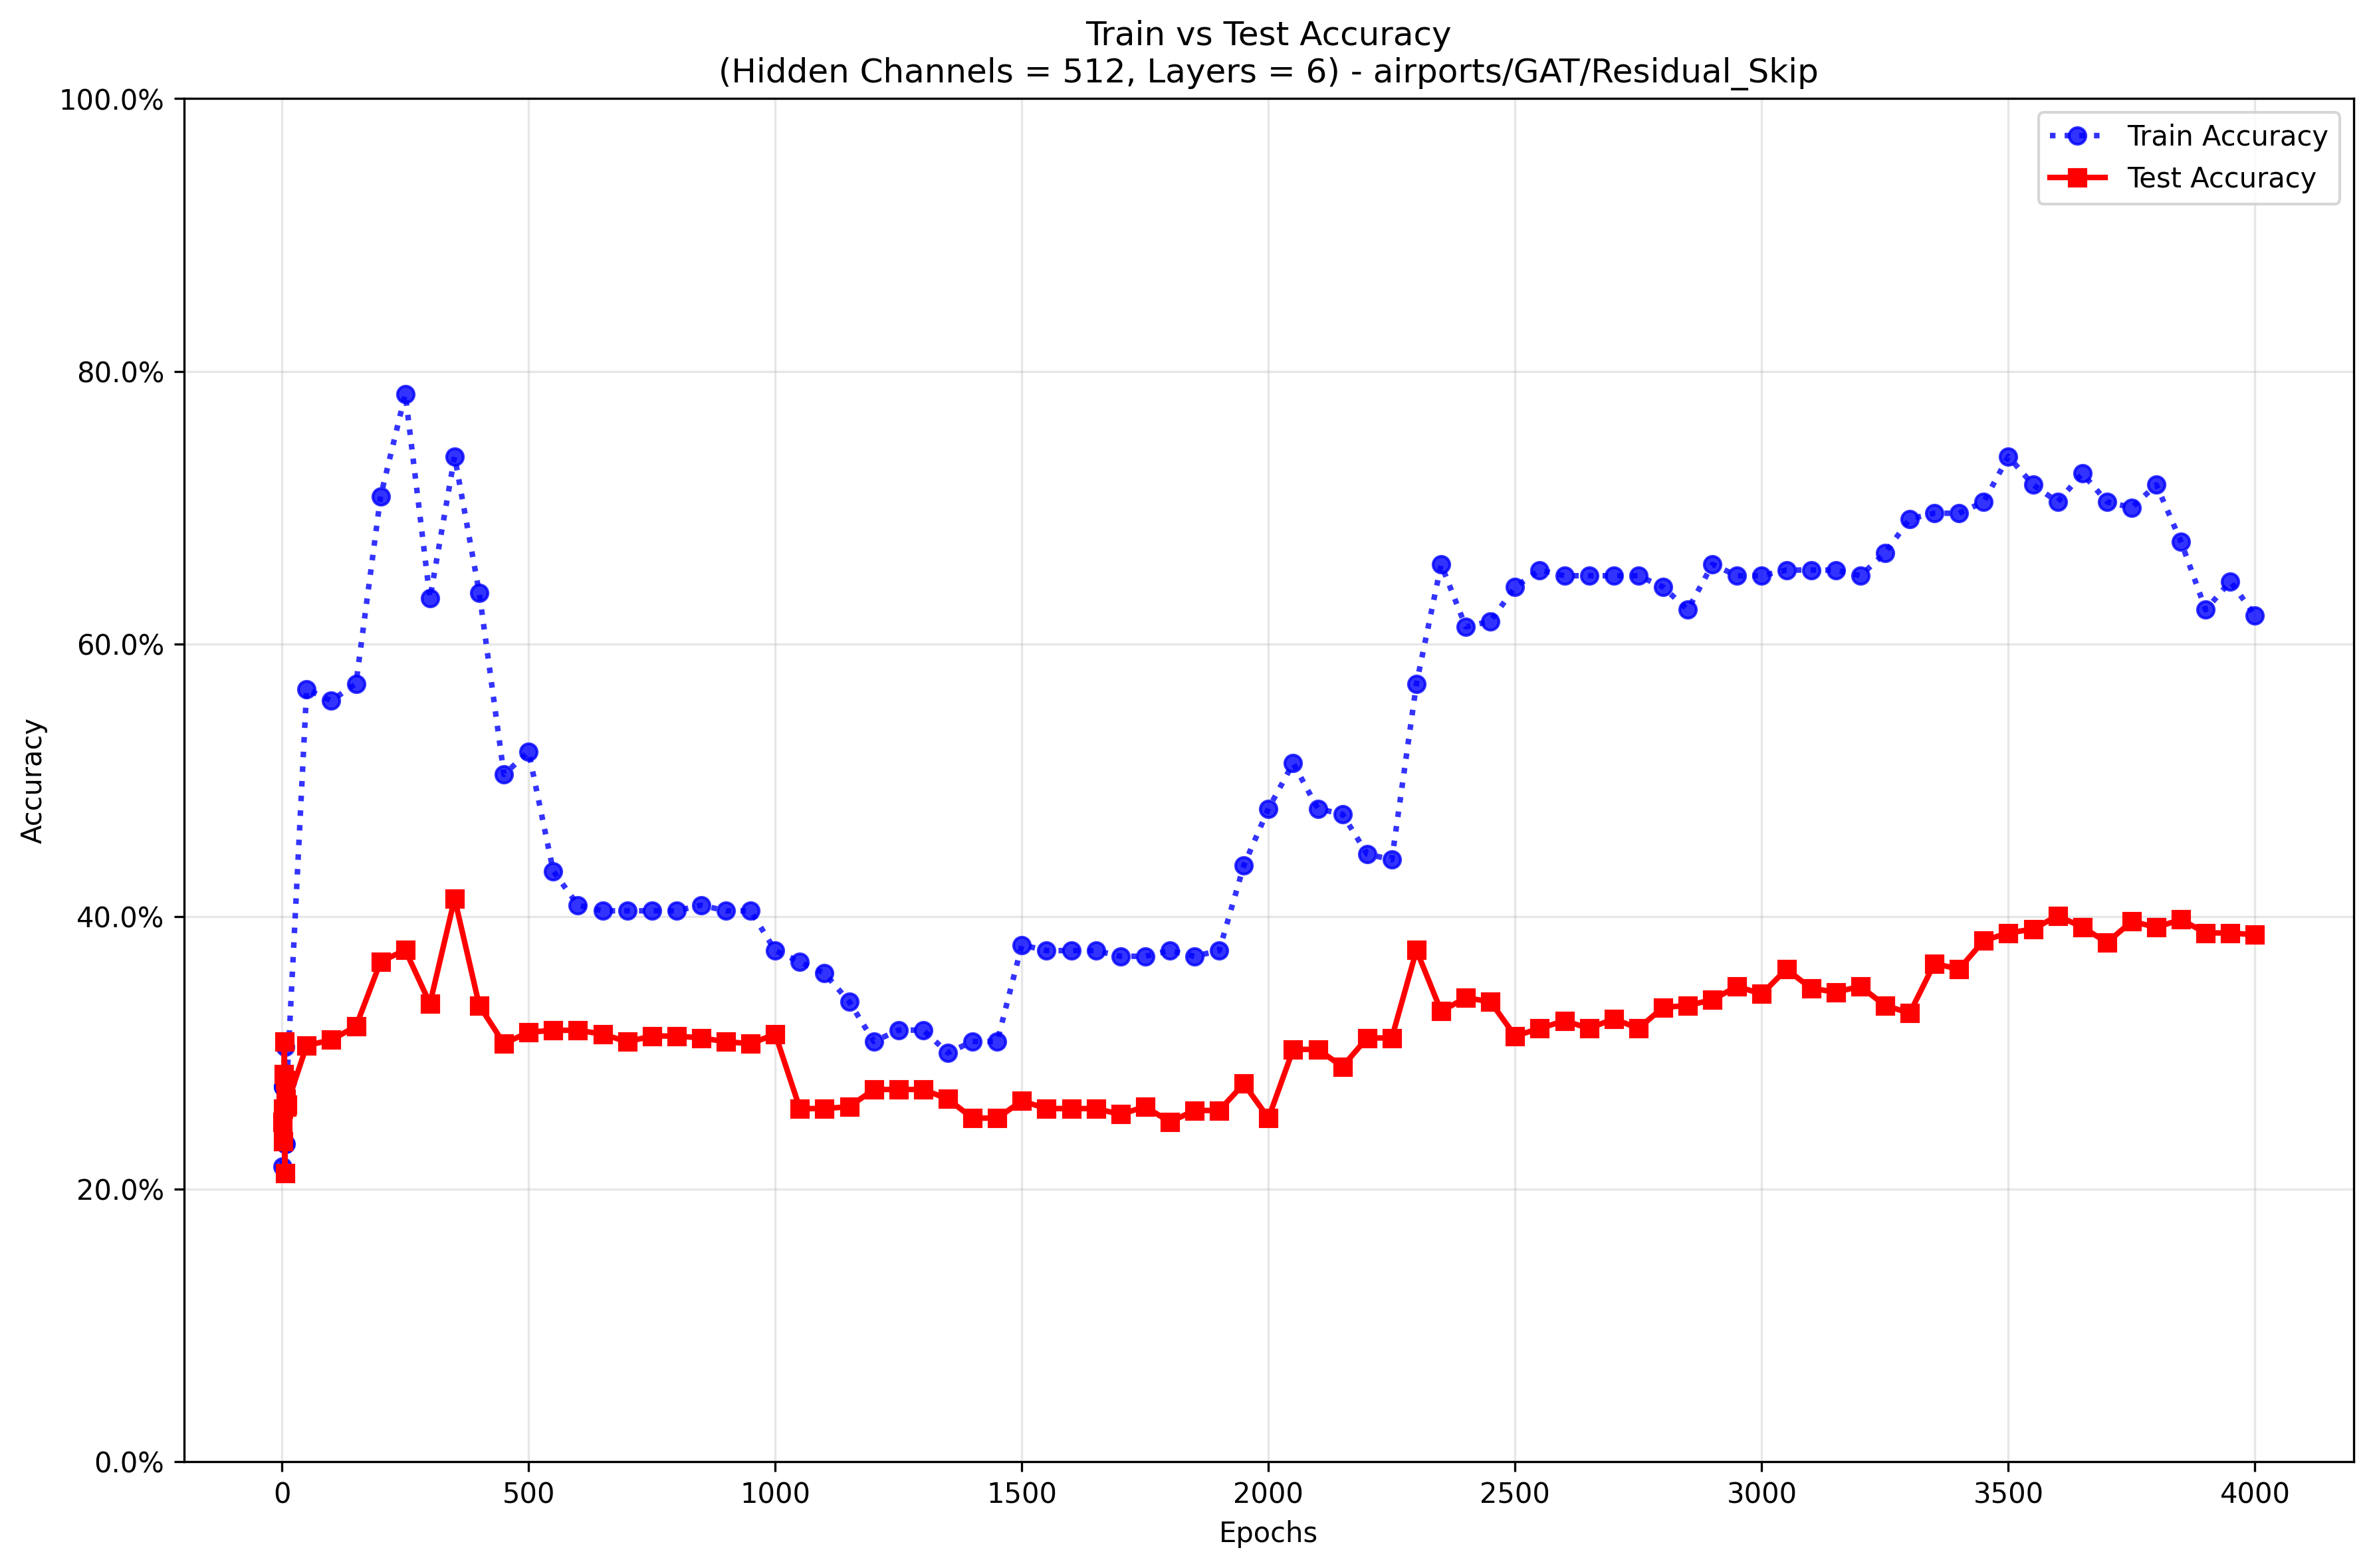 Train vs Test Accuracy
(Hidden Channels = 512, Layers = 6) - airports/GAT/Residual_Skip
100.0%
80.0%
60.0%
40.0%
20.0%
0.0%
Accuracy
Train Accuracy
Test Accuracy
0 500 1000 1500 2000 2500 3000 3500 4000
Epochs